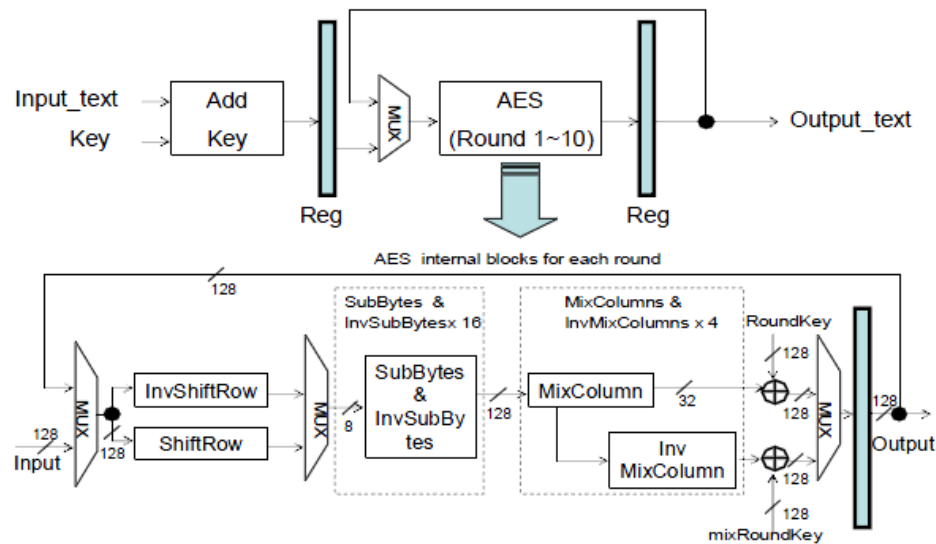 Input_text
Key
Add
Key
Reg
MUX
AES
(Round 1~10)
Reg
Output_text
AES internal blocks for each round
128
SubBytes &
InvSubBytesx 16
MixColumns &
InvMixColumns x 4
RoundKey
128
128
Input
MUX
128
InvShiftRow
ShiftRow
MUX
8
SubBytes
&
InvSubBy
tes
128
MixColumn
32
Inv
MixColumn
128
128
128
mixRoundKey
MUX
128
Output